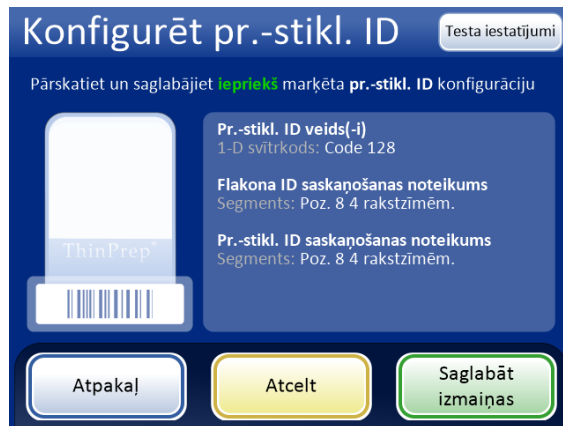 Konfigurēt pr.-stikl. ID
Testa iestatījumi
Pārskatiet un saglabājiet iepriekš marķēta pr.-stikl. ID konfigurāciju
Pr.-stikl. ID veids(-i)
1-D svītrkods: Code 128
Flakona ID saskaņošanas noteikums
Segments: Poz. 8 4 rakstzīmēm.
Pr.-stikl. ID saskaņošanas noteikums
Segments: Poz. 8 4 rakstzīmēm.
ThinPrep®
Atpakaļ
Atcelt
Saglabāt
izmaiņas